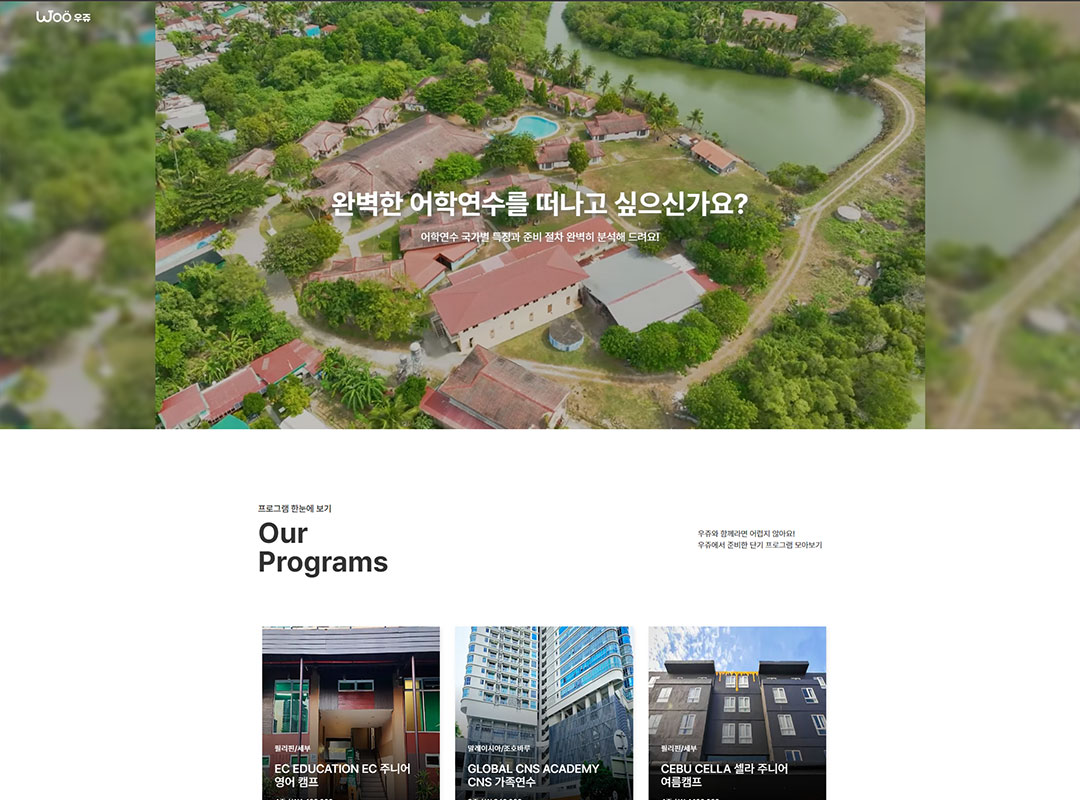 Woo 우쥬
완벽한 어학연수를 떠나고 싶으신가요?
어학연수 국가별 특징과 준비 절차 완벽히 분석해 드려요!
프로그램 한눈에 보기
Our
Programs
우쥬와 함께라면 어렵지 않아요!
우쥬에서 준비한 단기 프로그램 모아보기
필리핀/세부
EC EDUCATION EC 주니어
영어 캠프
말레이시아/조호바루
GLOBAL CNS ACADEMY
CNS 가족연수
필리핀/세부
CEBU CELLA 셀라 주니어
여름캠프